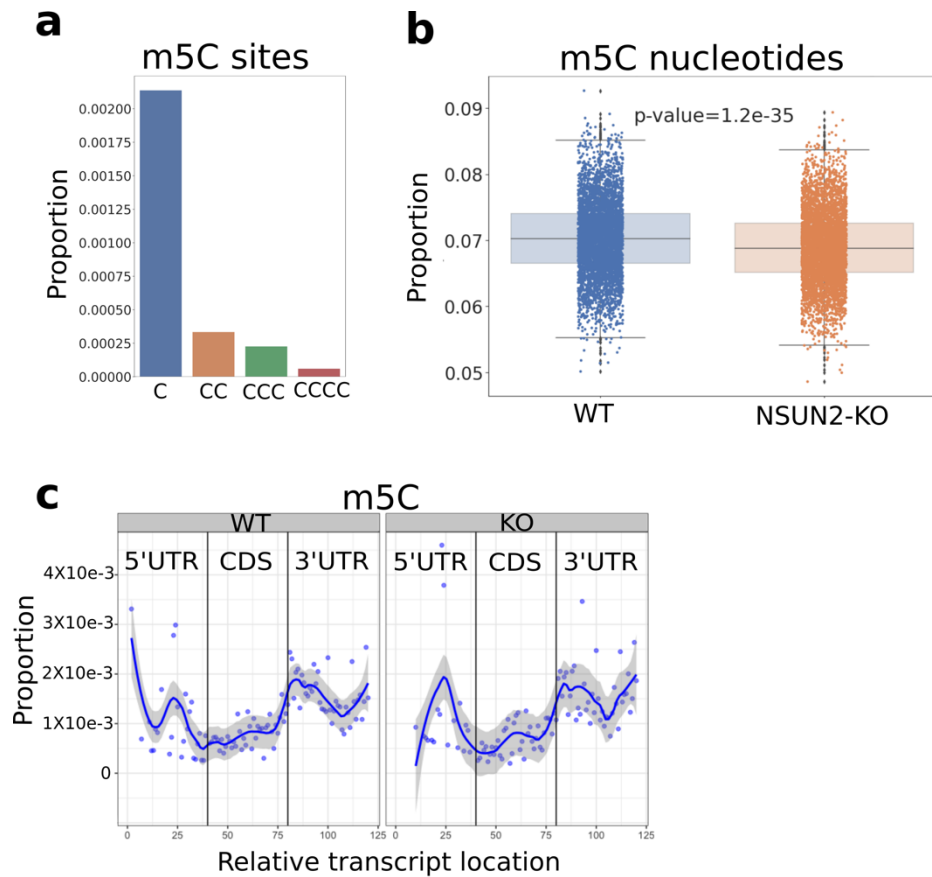 a
m5C sites
Proportion
0.00200
0.00175
0.00150
0.00125
0.00100
0.00075
0.00050
0.00025
0.00000
C CC CCC CCCC
b
m5C nucleotides
p-value=1.2e-35
Proportion
0.09
0.08
0.07
0.06
0.05
WT NSUN2-KO
c
m5C
WT KO
5'UTR CDS 3'UTR 5'UTR CDS 3'UTR
Proportion
4X10e-3
3X10e-3
2X10e-3
1X10e-3
0
0 25 50 75 100 125 0 25 50 75 100 125
Relative transcript location